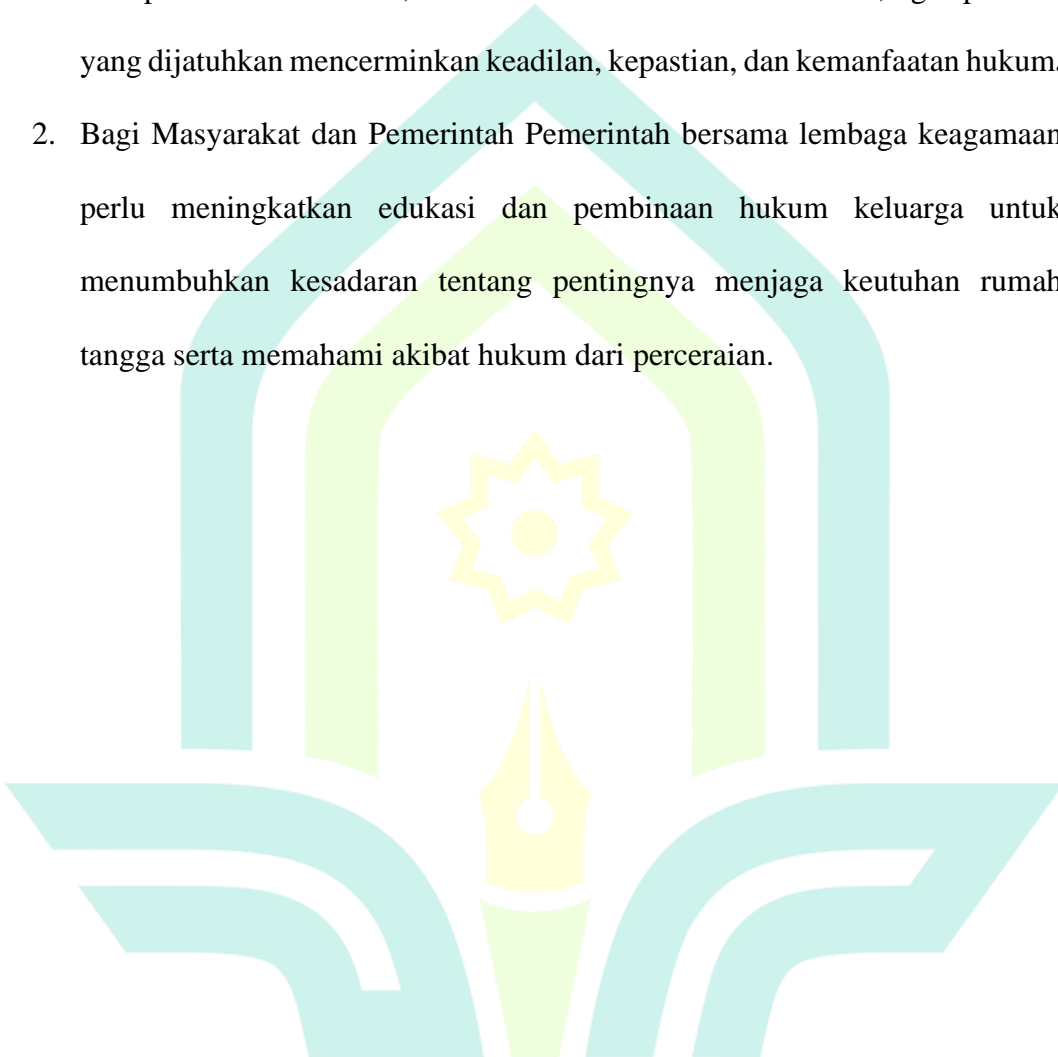 yang dijatuhkan mencerminkan keadilan, kepastian, dan kemanfaatan hukum.
2. Bagi Masyarakat dan Pemerintah Pemerintah bersama lembaga keagamaan
perlu meningkatkan edukasi dan pembinaan hukum keluarga untuk
menumbuhkan kesadaran tentang pentingnya menjaga keutuhan rumah
tangga serta memahami akibat hukum dari perceraian.